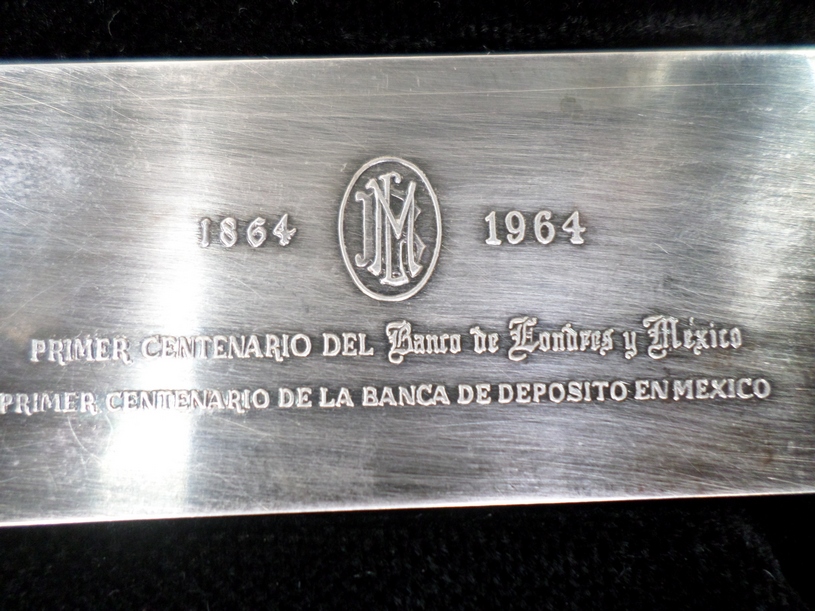 1864 1964
PRIMER CENTENARIO DEL Banco de Londres y México
PRIMER CENTENARIO DE LA BANCA DE DEPOSITO EN MEXICO